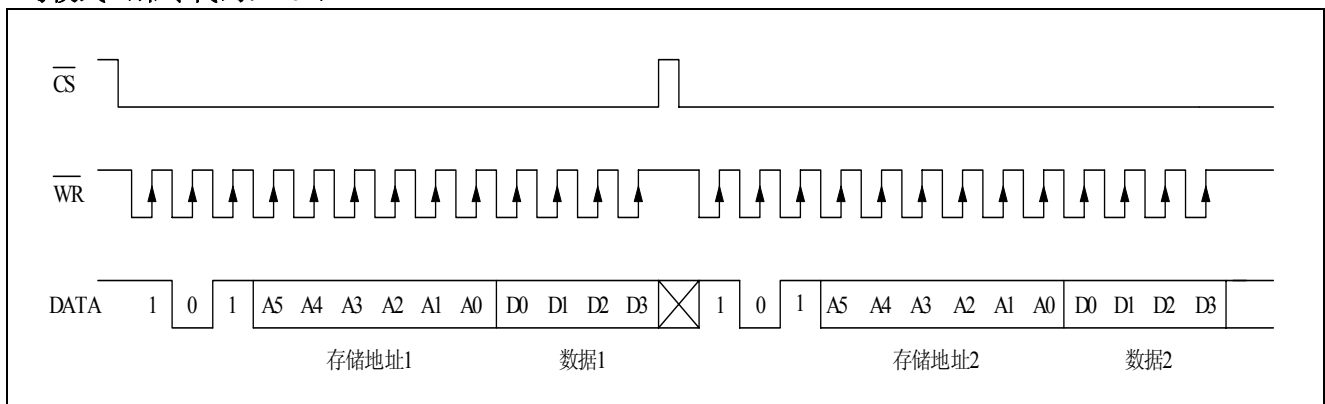 CS
WR
DATA 1 0 1 A5 A4 A3 A2 A1 A0 D0 D1 D2 D3 1 0 1 A5 A4 A3 A2 A1 A0 D0 D1 D2 D3
存储地址1 数据1 存储地址2 数据2